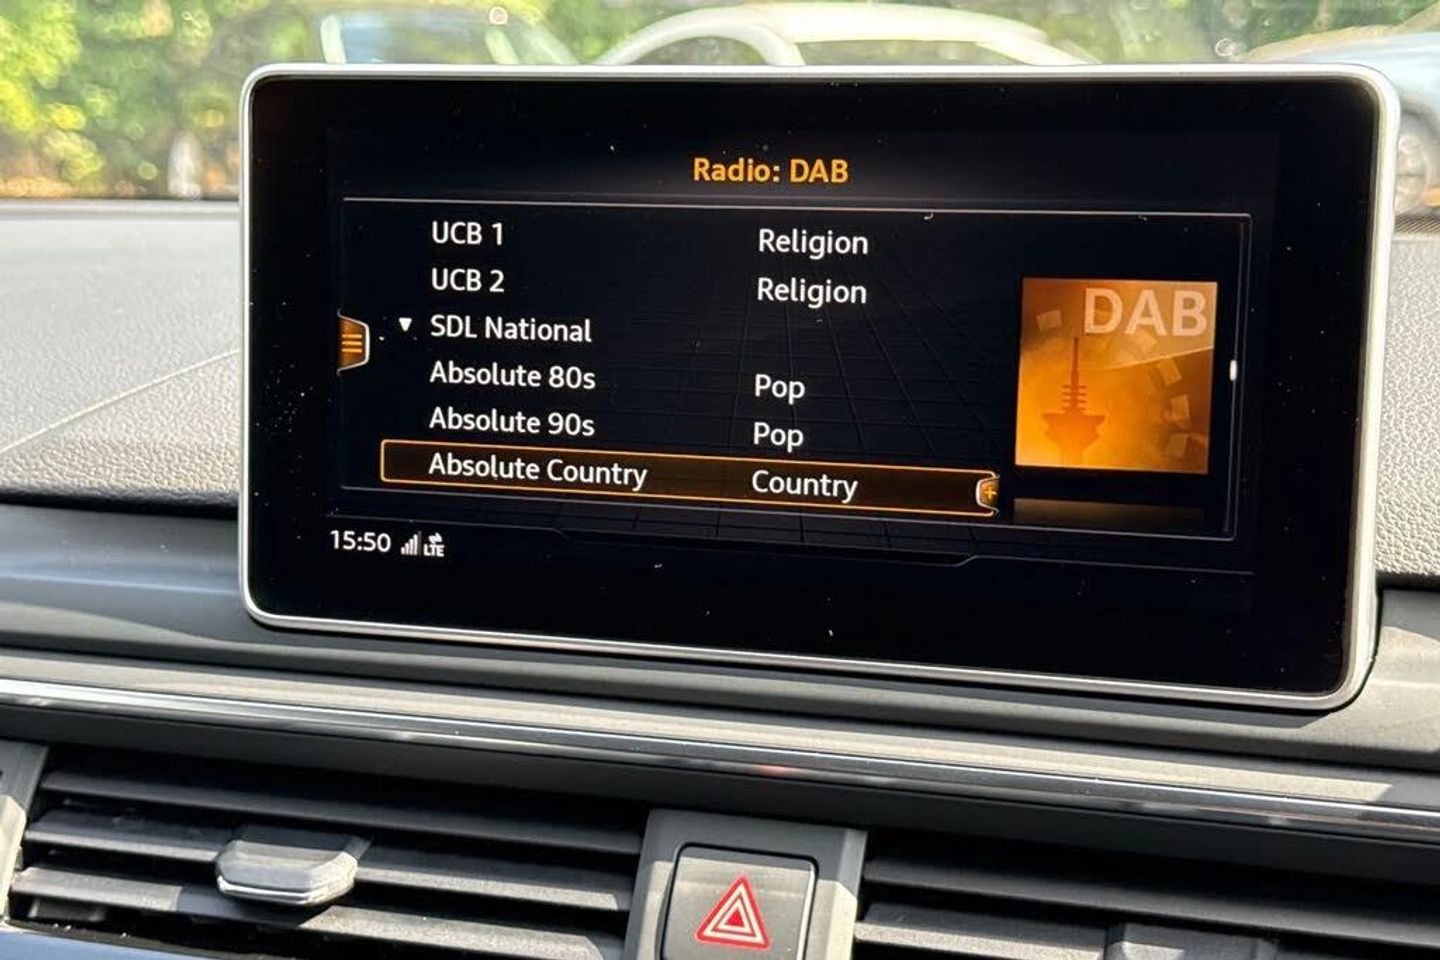 Radio: DAB
UCB 1 Religion
UCB 2 Religion
▼ SDL National
Absolute 80s Pop
Absolute 90s Pop
Absolute Country Country
DAB
15:50 LTE